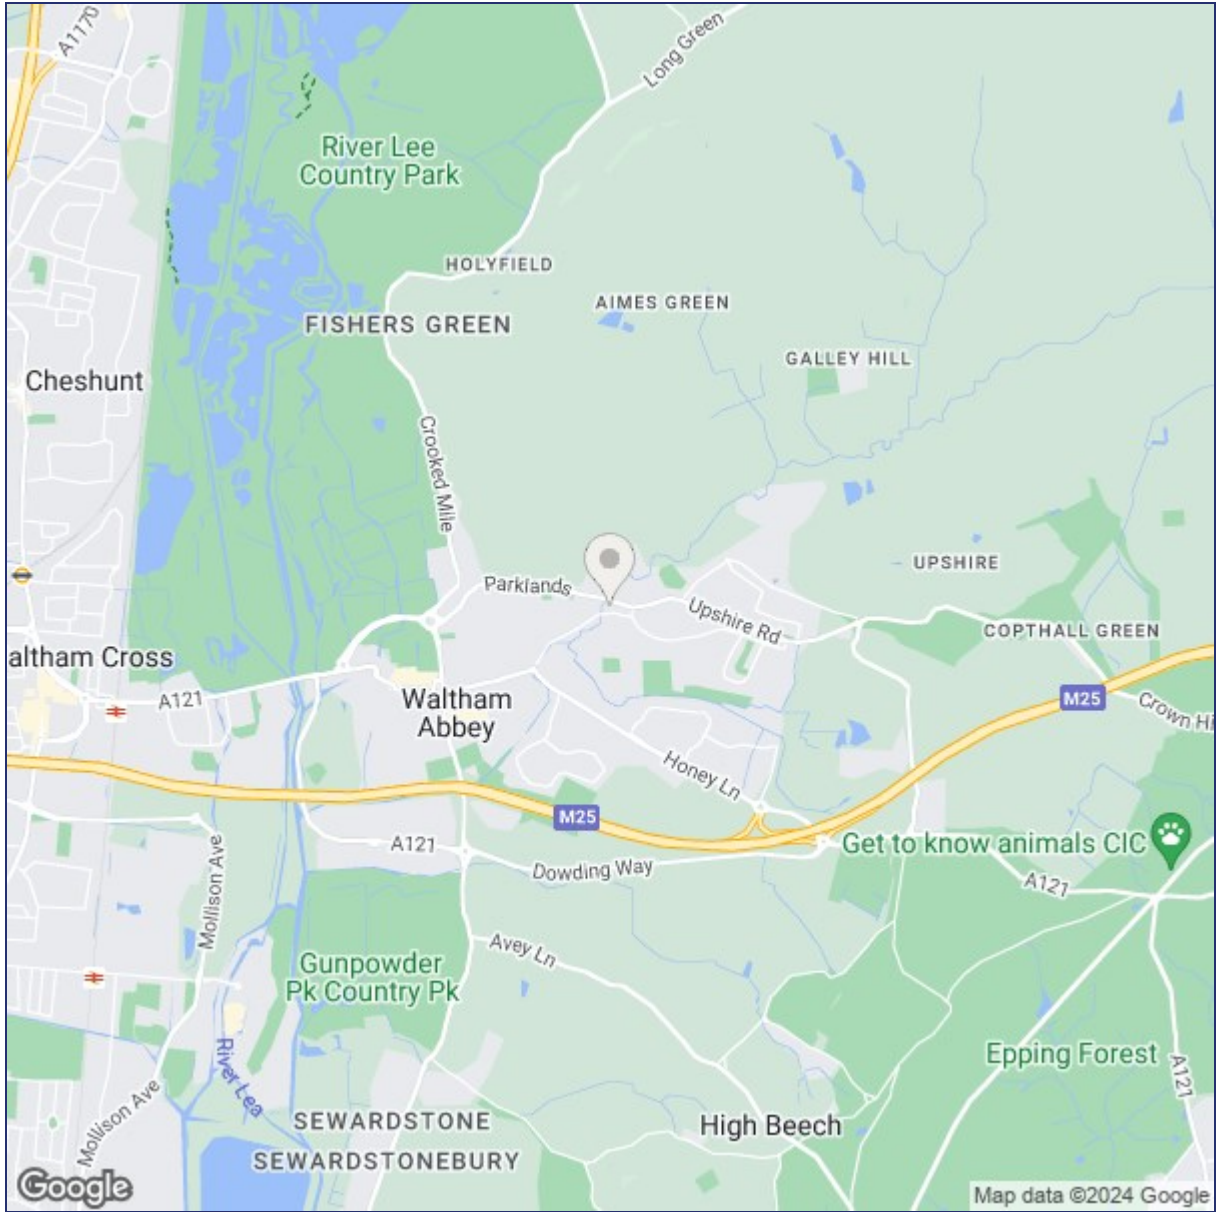 A1170
Long Green
River Lee
Country Park
HOLYFIELD
AIMES GREEN
FISHERS GREEN
GALLEY HILL
Cheshunt
Crooked Mile
UPSHIRE
Parklands
Upshire Rd
COPTHALL GREEN
altham Cross
A121
Waltham
Abbey
M25
Crown Hi
Honey Ln
M25
A121
Get to know animals CIC
Dowding Way
A121
Mollison Ave
Avey Ln
Gunpowder
Pk Country Pk
River Lea
Epping Forest
A121
Mollison Ave
SEWARDSTONE
High Beech
SEWARDSTONEBURY
Google
Map data ©2024 Google